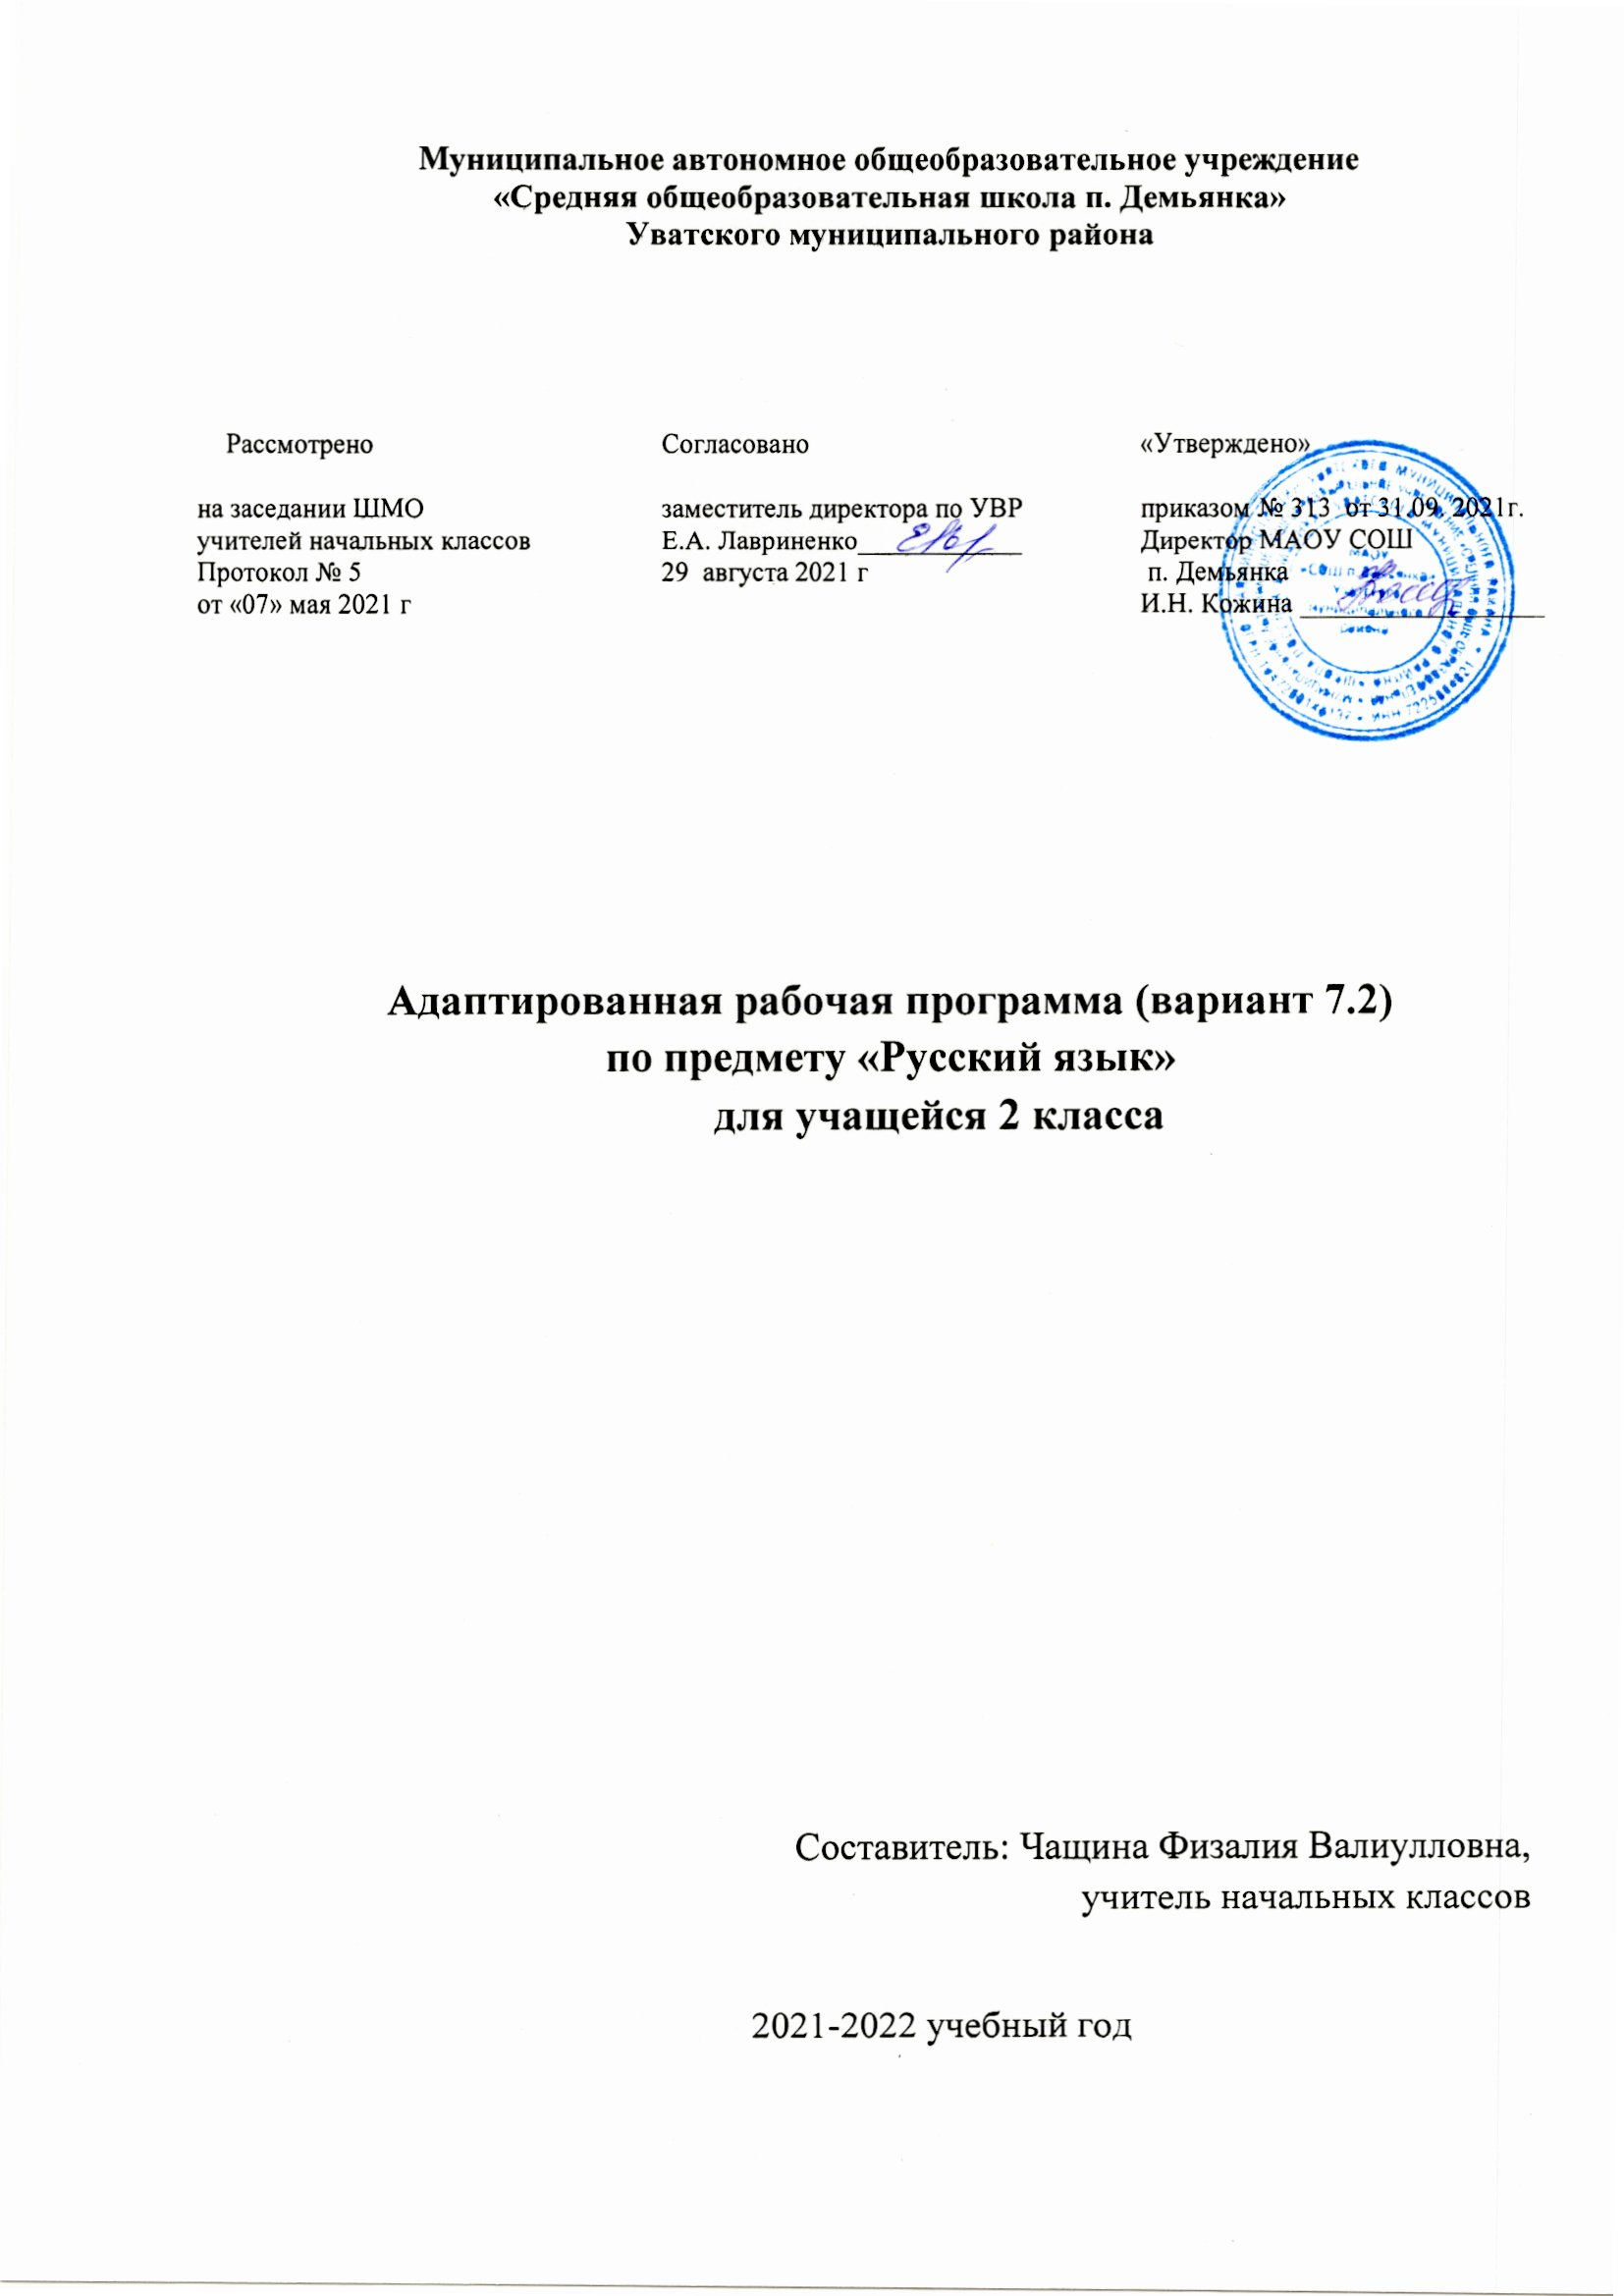 Муниципальное автономное общеобразовательное учреждение
«Средняя общеобразовательная школа п. Демьянка»
Уватского муниципального района
Рассмотрено
на заседании ШМО
учителей начальных классов
Протокол № 5
от «07» мая 2021 г
Согласовано
заместитель директора по УВР
Е.А. Лавриненко
29 августа 2021 г
«Утверждено»
приказом № 313 от 31.09. 2021г.
Директор МАОУ СОШ
п. Демьянка
И.Н. Кожина
МАОУ
Адаптированная рабочая программа (вариант 7.2)
по предмету «Русский язык»
для учащейся 2 класса
Составитель: Чащина Физалия Валиулловна,
учитель начальных классов
2021-2022 учебный год